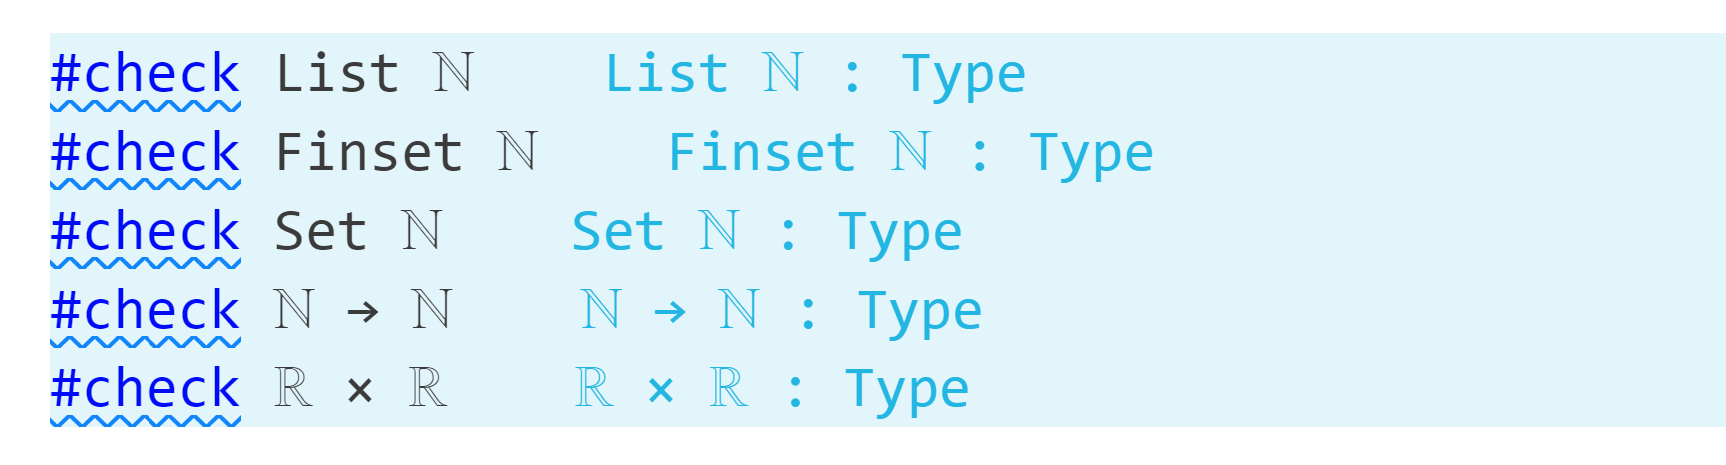 #check List ℕ    List ℕ : Type
#check Finset ℕ    Finset ℕ : Type
#check Set ℕ    Set ℕ : Type
#check ℕ → ℕ    ℕ → ℕ : Type
#check ℝ × ℝ    ℝ × ℝ : Type